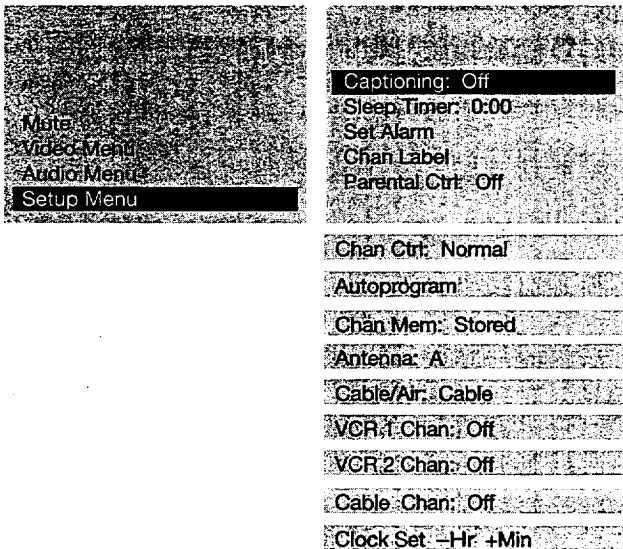 Mute
Video Menu
Audio Menu
Setup Menu
Captioning: Off
Sleep Timer: 0:00
Set Alarm
Chan Label
Parental Ctrl: Off
Chan Ctrl: Normal
Autoprogram
Chan Mem: Stored
Antenna: A
Cable/Air: Cable
VCR 1 Chan: Off
VCR 2 Chan: Off
Cable Chan: Off
Clock Set -Hr +Min